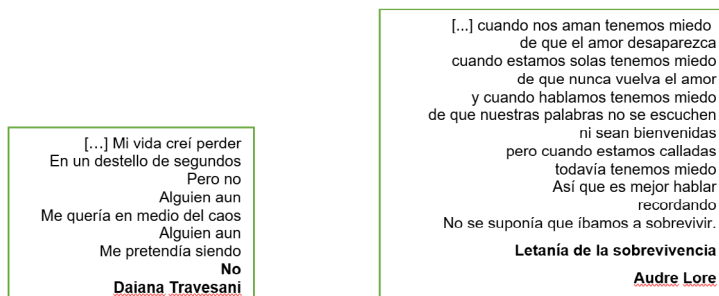 […] Mi vida creí perder
En un destello de segundos
Pero no
Alguien aun
Me quería en medio del caos
Alguien aun
Me pretendía siendo
No
Daiana Travesani
[...] cuando nos aman tenemos miedo
de que el amor desaparezca
cuando estamos solas tenemos miedo
de que nunca vuelva el amor
y cuando hablamos tenemos miedo
de que nuestras palabras no se escuchen
ni sean bienvenidas
pero cuando estamos calladas
todavía tenemos miedo
Así que es mejor hablar
recordando
No se suponía que íbamos a sobrevivir.
Letanía de la sobrevivencia
Audre Lore